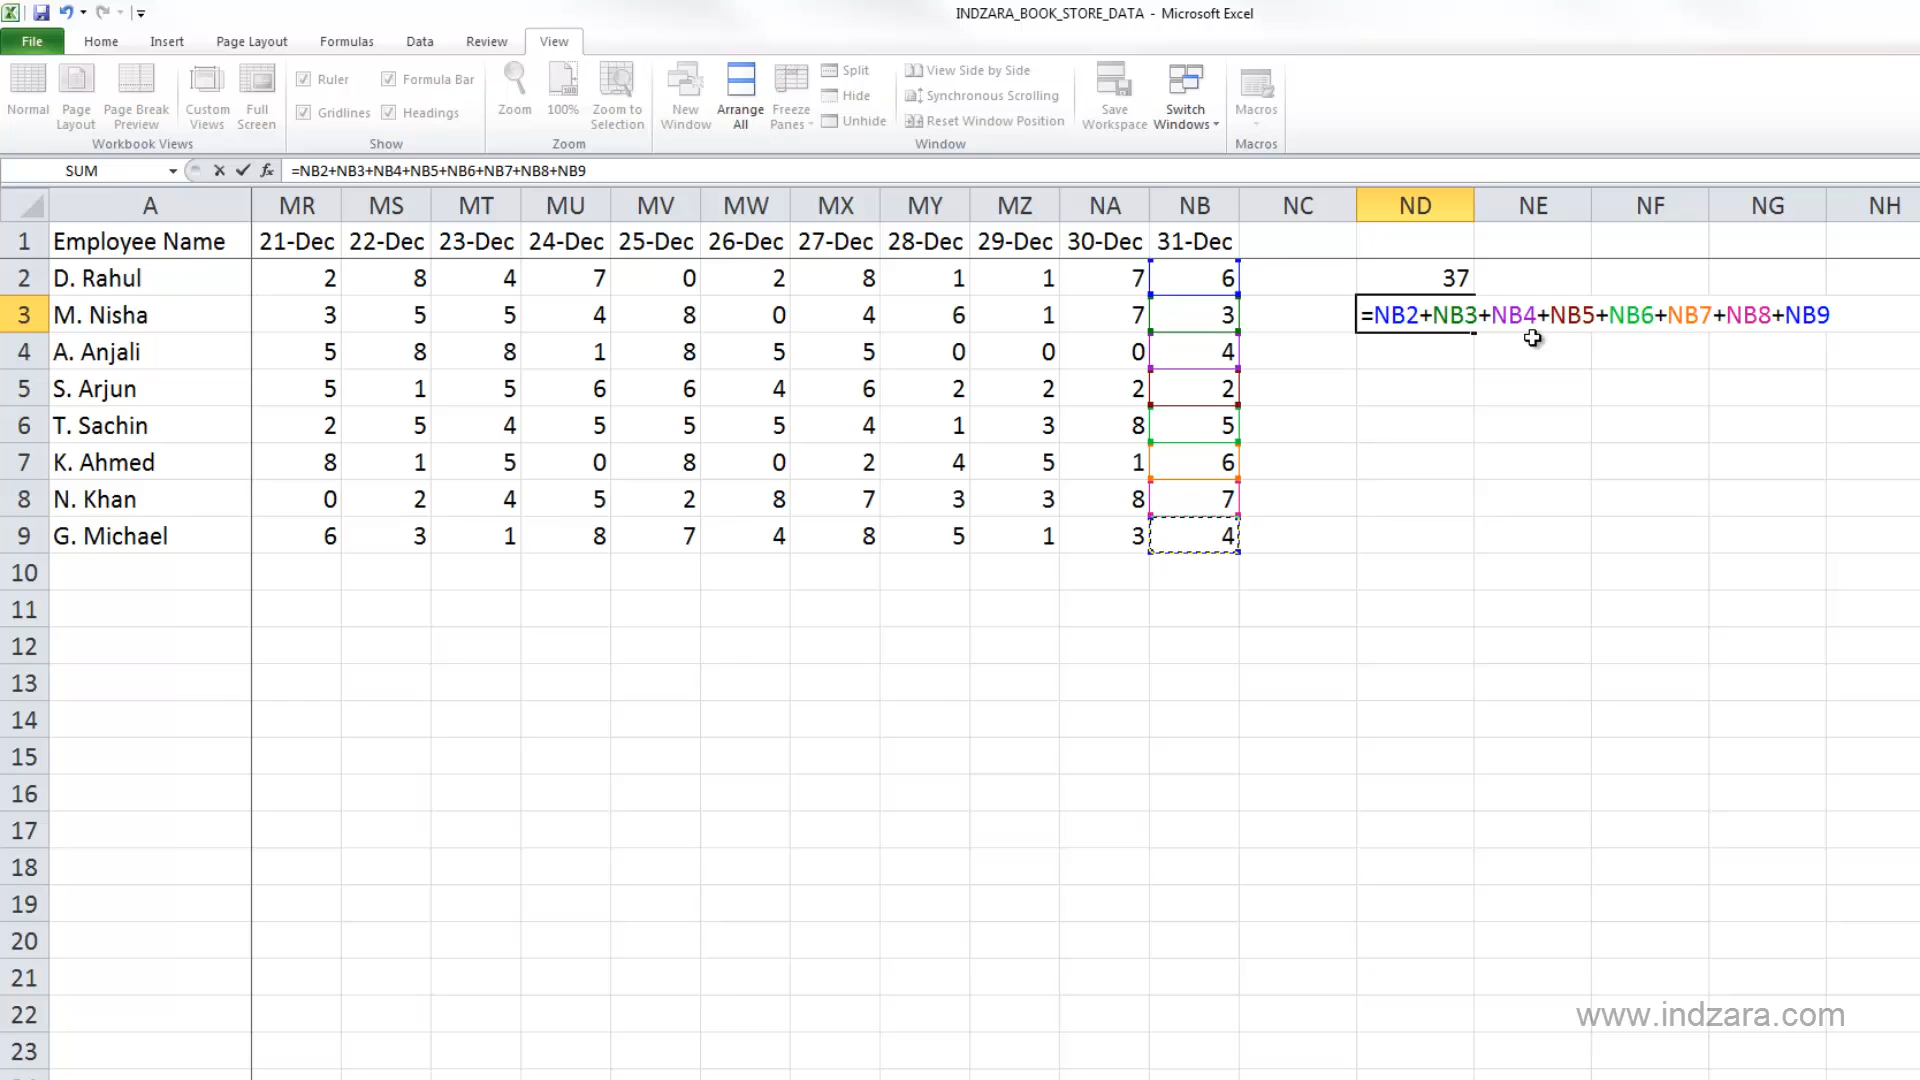 INDZARA_BOOK_STORE_DATA - Microsoft Excel
File Home Insert Page Layout Formulas Data Review View
Normal Page Layout Page Break Preview Custom Views Full Screen
Workbook Views
Ruler Formula Bar
Gridlines Headings
Show
Zoom 100% Zoom to Selection
Zoom
New Window Arrange All Freeze Panes
Split
Hide
Unhide
View Side by Side
Synchronous Scrolling
Reset Window Position
Save Workspace Switch Windows
Window
Macros
Macros
SUM fx =NB2+NB3+NB4+NB5+NB6+NB7+NB8+NB9
A MR MS MT MU MV MW MX MY MZ NA NB NC ND NE NF NG NH
1 Employee Name 21-Dec 22-Dec 23-Dec 24-Dec 25-Dec 26-Dec 27-Dec 28-Dec 29-Dec 30-Dec 31-Dec
2 D. Rahul 2 8 4 7 0 2 8 1 1 7 6 37
3 M. Nisha 3 5 5 4 8 0 4 6 1 7 3 =NB2+NB3+NB4+NB5+NB6+NB7+NB8+NB9
4 A. Anjali 5 8 8 1 8 5 5 0 0 0 4
5 S. Arjun 5 1 5 6 6 4 6 2 2 2 2
6 T. Sachin 2 5 4 5 5 5 4 1 3 8 5
7 K. Ahmed 8 1 5 0 8 0 2 4 5 1 6
8 N. Khan 0 2 4 5 2 8 7 3 3 8 7
9 G. Michael 6 3 1 8 7 4 8 5 1 3 4
10
11
12
13
14
15
16
17
18
19
20
21
22
23
www.indzara.com